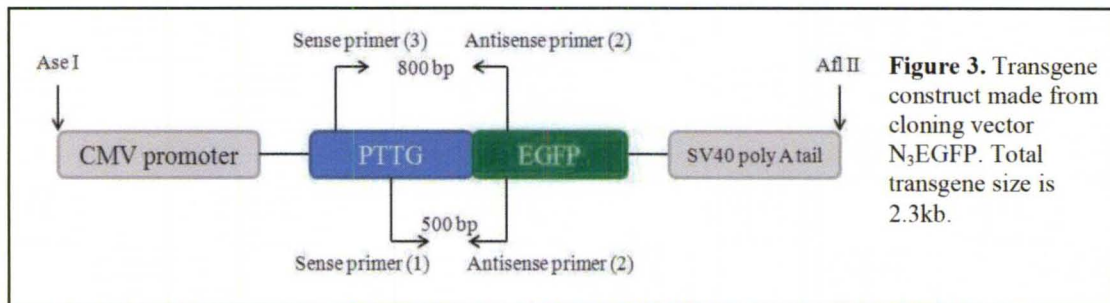 Sense primer (3)
Antisense primer (2)
Ase I
800 bp
Afl II
CMV promoter
PTTG
EGFP
SV40 poly A tail
500 bp
Sense primer (1)
Antisense primer (2)
Figure 3. Transgene
construct made from
cloning vector
N₃EGFP. Total
transgene size is
2.3kb.